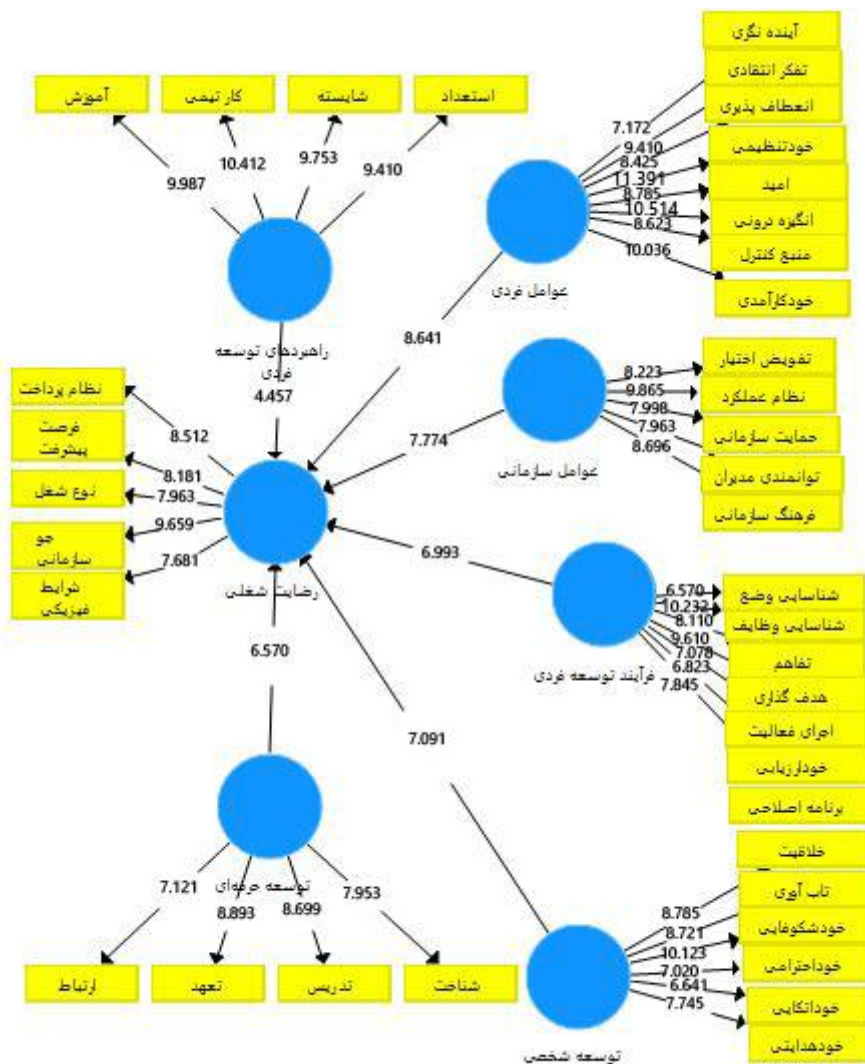 آموزش
کار تیمی
شایسته
استعداد
9.987
10.412
9.753
9.410
راهبردهای توسعه
فردی
4.457
آینده نگری
تفکر انتقادی
انعطاف پذیری
خودتنظیمی
امید
انگیزه درونی
منبع کنترل
خودکارآمدی
7.172
9.410
8.425
11.391
8.785
10.514
8.623
10.036
عوامل فردی
8.641
تفویض اختیار
نظام عملکرد
حمایت سازمانی
توانمندی مدیران
فرهنگ سازمانی
8.223
9.865
7.998
7.963
8.696
عوامل سازمانی
7.774
نظام پرداخت
فرصت
پیشرفت
نوع شغل
جو
سازمانی
شرایط
فیزیکی
8.512
8.181
7.963
9.659
7.681
رضایت شغلی
6.993
شناسایی وضع
شناسایی وظایف
تفاهم
هدف گذاری
اجرای فعالیت
خودارزیابی
برنامه اصلاحی
6.570
10.232
8.110
9.610
7.078
6.823
7.845
فرآیند توسعه فردی
6.570
7.091
توسعه حرفه‌ای
7.121
8.893
8.699
7.953
ارتباط
تعهد
تدریس
شناخت
خلاقیت
تاب آوری
خودشکوفایی
خوداحترامی
خوداتکایی
خودهدایتی
8.785
8.721
10.123
7.020
6.641
7.745
توسعه شخصی